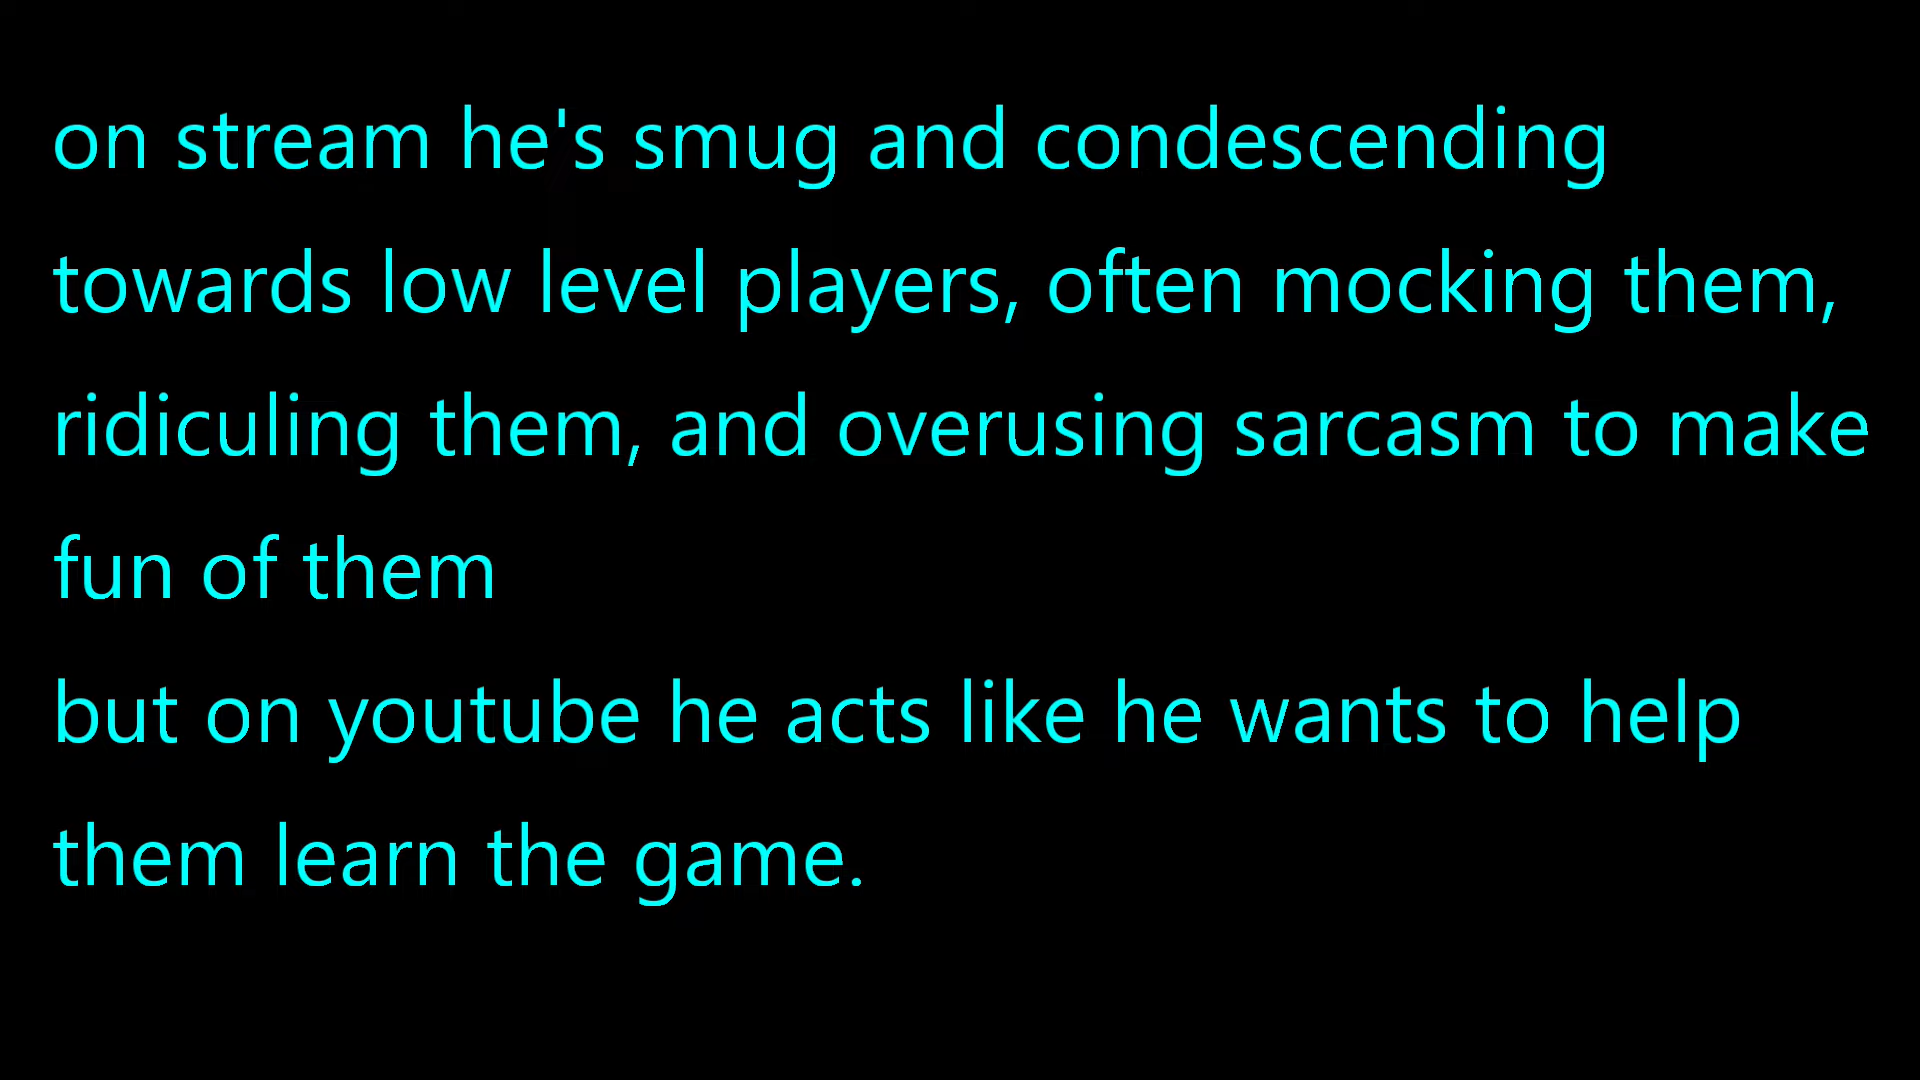 on stream he's smug and condescending
towards low level players, often mocking them,
ridiculing them, and overusing sarcasm to make
fun of them
but on youtube he acts like he wants to help
them learn the game.